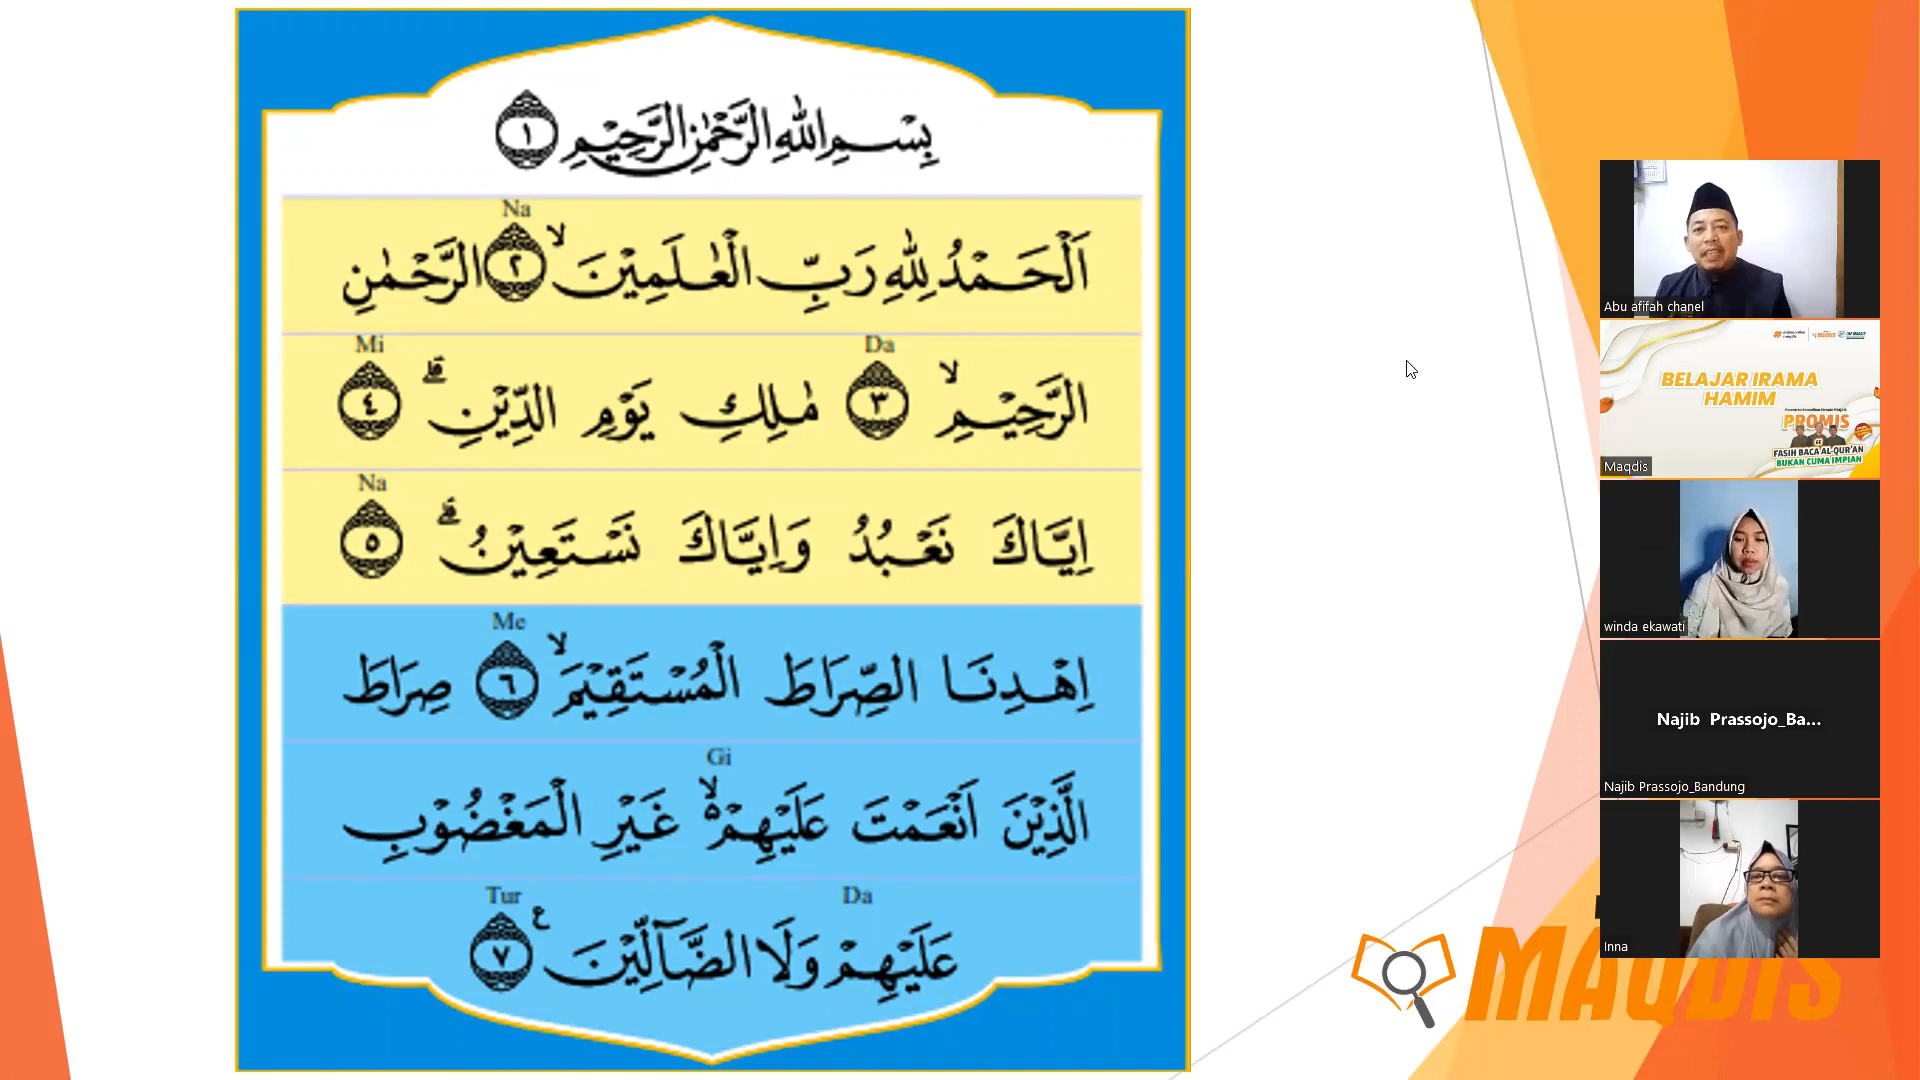 بِسْمِ اللّٰهِ الرَّحْمٰنِ الرَّحِيْمِ ١
Na
اَلْحَمْدُ لِلّٰهِ رَبِّ الْعٰلَمِيْنَۙ ٢ الرَّحْمٰنِ
Mi Da
الرَّحِيْمِۙ ٣ مٰلِكِ يَوْمِ الدِّيْنِۗ ٤
Na
اِيَّاكَ نَعْبُدُ وَاِيَّاكَ نَسْتَعِيْنُۗ ٥
Me
اِهْدِنَا الصِّرَاطَ الْمُسْتَقِيْمَۙ ٦ صِرَاطَ
Gi
الَّذِيْنَ اَنْعَمْتَ عَلَيْهِمْۙ ەۙ غَيْرِ الْمَغْضُوْبِ
Tur Da
عَلَيْهِمْ وَلَا الضَّاۤلِّيْنَ ع ٧
Abu afifah chanel
BELAJAR IRAMA
HAMIM
PROMIS
FASIH BACA AL-QUR'AN
BUKAN CUMA IMPIAN
Maqdis
winda ekawati
Najib Prassojo_Ba...
Najib Prassojo_Bandung
Inna
MAQDIS